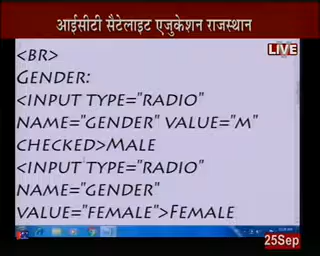 आईसीटी सैटेलाइट एजुकेशन राजस्थान
LIVE
<BR>
GENDER:
<INPUT TYPE="RADIO"
NAME="GENDER" VALUE="M"
CHECKED>MALE
<INPUT TYPE="RADIO"
NAME="GENDER"
VALUE="FEMALE">FEMALE
25Sep